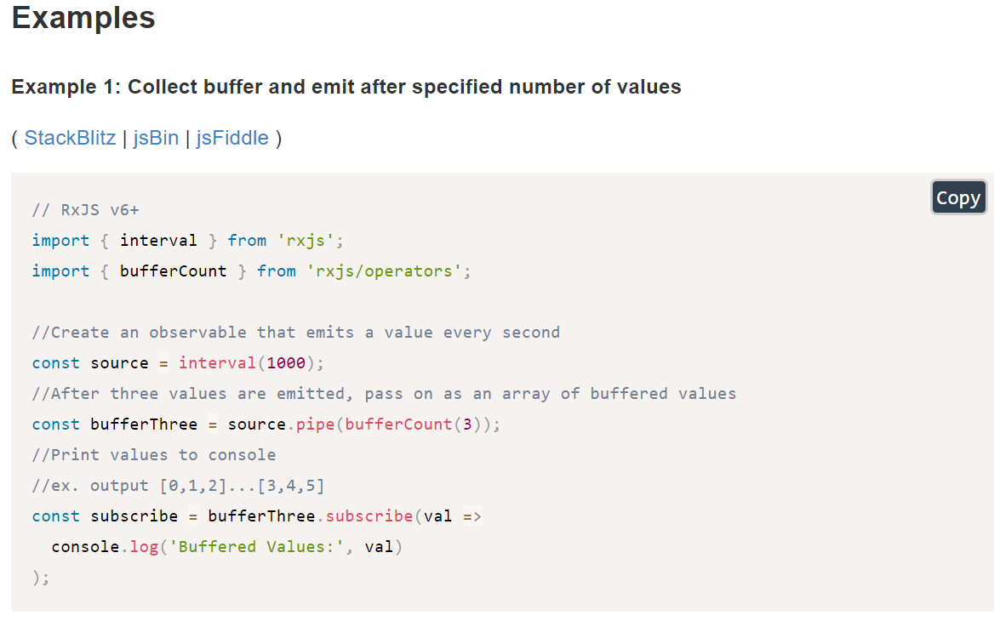 Examples
Example 1: Collect buffer and emit after specified number of values
( StackBlitz | jsBin | jsFiddle )
Copy
// RxJS v6+
import { interval } from 'rxjs';
import { bufferCount } from 'rxjs/operators';
//Create an observable that emits a value every second
const source = interval(1000);
//After three values are emitted, pass on as an array of buffered values
const bufferThree = source.pipe(bufferCount(3));
//Print values to console
//ex. output [0,1,2]...[3,4,5]
const subscribe = bufferThree.subscribe(val =>
  console.log('Buffered Values:', val)
);